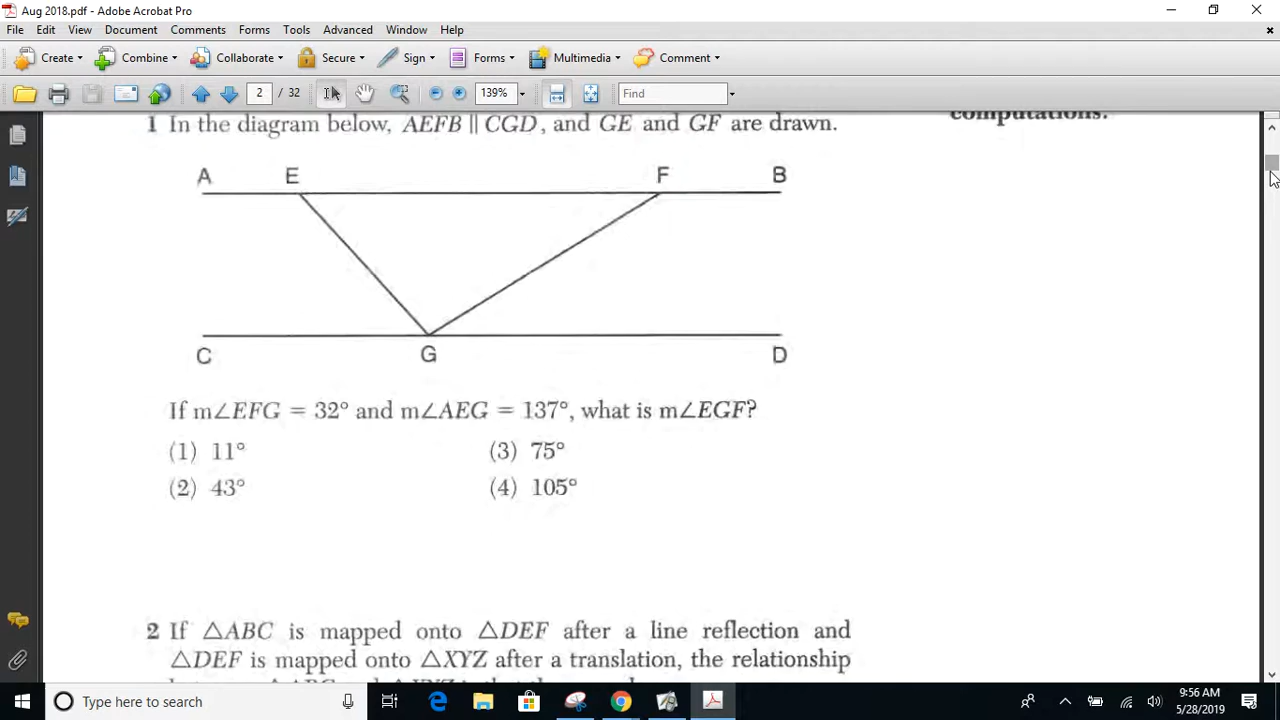 Aug 2018.pdf - Adobe Acrobat Pro
File Edit View Document Comments Forms Tools Advanced Window Help
Create Combine Collaborate Secure Sign Forms Multimedia Comment
2 / 32 139% Find
1 In the diagram below, AEFB ∥ CGD, and GE and GF are drawn.
computations.
A E F B
C G D
If m∠EFG = 32° and m∠AEG = 137°, what is m∠EGF?
(1) 11° (3) 75°
(2) 43° (4) 105°
2 If △ABC is mapped onto △DEF after a line reflection and
△DEF is mapped onto △XYZ after a translation, the relationship
Type here to search
9:56 AM
5/28/2019